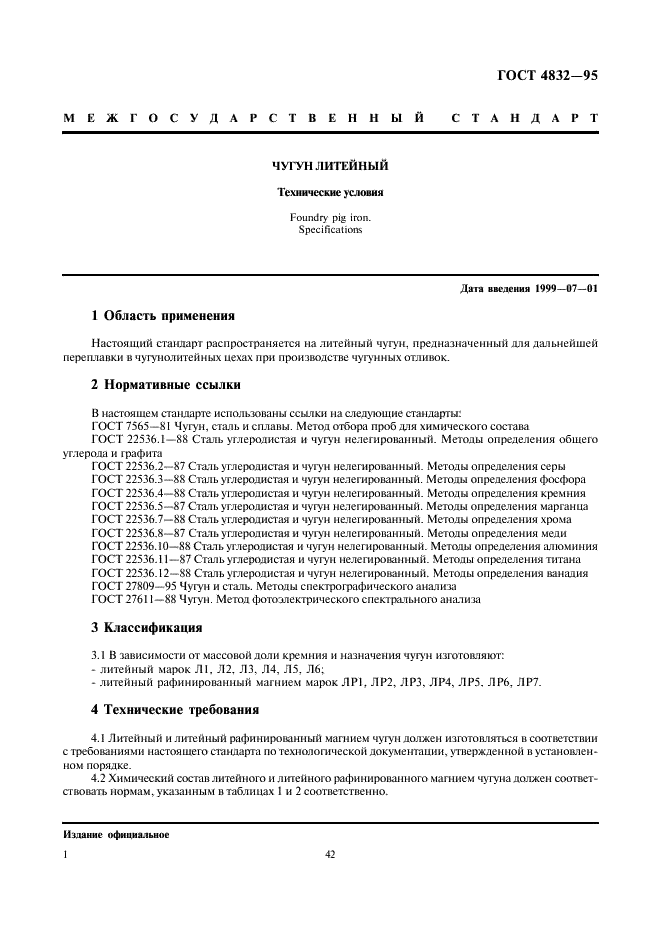 ГОСТ 4832—95
МЕЖГОСУДАРСТВЕННЫЙ СТАНДАРТ
ЧУГУН ЛИТЕЙНЫЙ
Технические условия
Foundry pig iron.
Specifications
Дата введения 1999—07—01
1 Область применения
Настоящий стандарт распространяется на литейный чугун, предназначенный для дальнейшей
переплавки в чугунолитейных цехах при производстве чугунных отливок.
2 Нормативные ссылки
В настоящем стандарте использованы ссылки на следующие стандарты:
ГОСТ 7565—81 Чугун, сталь и сплавы. Метод отбора проб для химического состава
ГОСТ 22536.1—88 Сталь углеродистая и чугун нелегированный. Методы определения общего
углерода и графита
ГОСТ 22536.2—87 Сталь углеродистая и чугун нелегированный. Методы определения серы
ГОСТ 22536.3—88 Сталь углеродистая и чугун нелегированный. Методы определения фосфора
ГОСТ 22536.4—88 Сталь углеродистая и чугун нелегированный. Методы определения кремния
ГОСТ 22536.5—87 Сталь углеродистая и чугун нелегированный. Методы определения марганца
ГОСТ 22536.7—88 Сталь углеродистая и чугун нелегированный. Методы определения хрома
ГОСТ 22536.8—87 Сталь углеродистая и чугун нелегированный. Методы определения меди
ГОСТ 22536.10—88 Сталь углеродистая и чугун нелегированный. Методы определения алюминия
ГОСТ 22536.11—87 Сталь углеродистая и чугун нелегированный. Методы определения титана
ГОСТ 22536.12—88 Сталь углеродистая и чугун нелегированный. Методы определения ванадия
ГОСТ 27809—95 Чугун и сталь. Методы спектрографического анализа
ГОСТ 27611—88 Чугун. Метод фотоэлектрического спектрального анализа
3 Классификация
3.1 В зависимости от массовой доли кремния и назначения чугун изготовляют:
- литейный марок Л1, Л2, Л3, Л4, Л5, Л6;
- литейный рафинированный магнием марок ЛР1, ЛР2, ЛР3, ЛР4, ЛР5, ЛР6, ЛР7.
4 Технические требования
4.1 Литейный и литейный рафинированный магнием чугун должен изготовляться в соответствии
с требованиями настоящего стандарта по технологической документации, утвержденной в установлен-
ном порядке.
4.2 Химический состав литейного и литейного рафинированного магнием чугуна должен соответ-
ствовать нормам, указанным в таблицах 1 и 2 соответственно.
Издание официальное
1 42